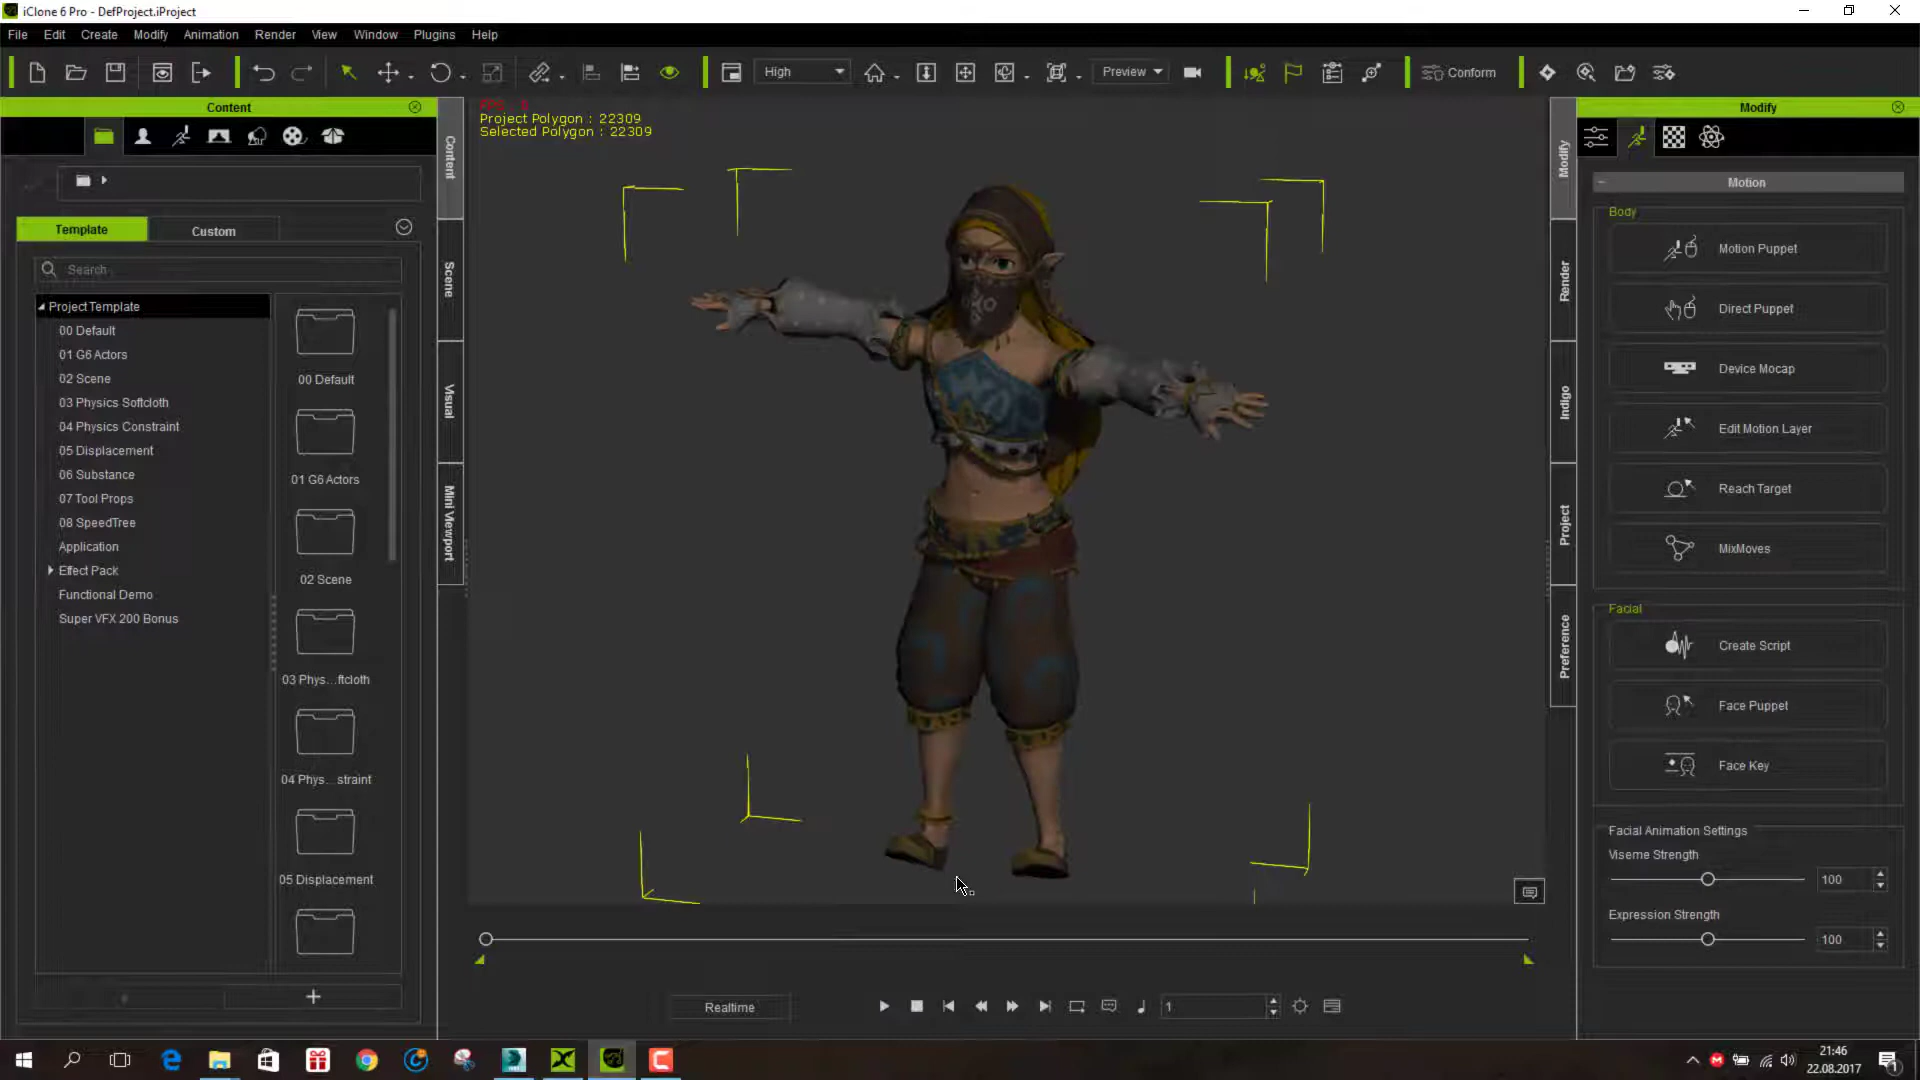 iClone 6 Pro - DefProject.iProject
File Edit Create Modify Animation Render View Window Plugins Help
High
Preview
Conform
Content
Content
Scene
Visual
Mini Viewport
Template
Custom
Search
Project Template
00 Default
01 G6 Actors
02 Scene
03 Physics Softcloth
04 Physics Constraint
05 Displacement
06 Substance
07 Tool Props
08 SpeedTree
Application
Effect Pack
Functional Demo
Super VFX 200 Bonus
00 Default
01 G6 Actors
02 Scene
03 Phys...ftcloth
04 Phys...straint
05 Displacement
Project Polygon : 22309
Selected Polygon : 22309
Realtime
1
Modify
Render
Indigo
Project
Preference
Modify
Motion
Body
Motion Puppet
Direct Puppet
Device Mocap
Edit Motion Layer
Reach Target
MixMoves
Facial
Create Script
Face Puppet
Face Key
Facial Animation Settings
Viseme Strength
100
Expression Strength
100
21:46
22.08.2017